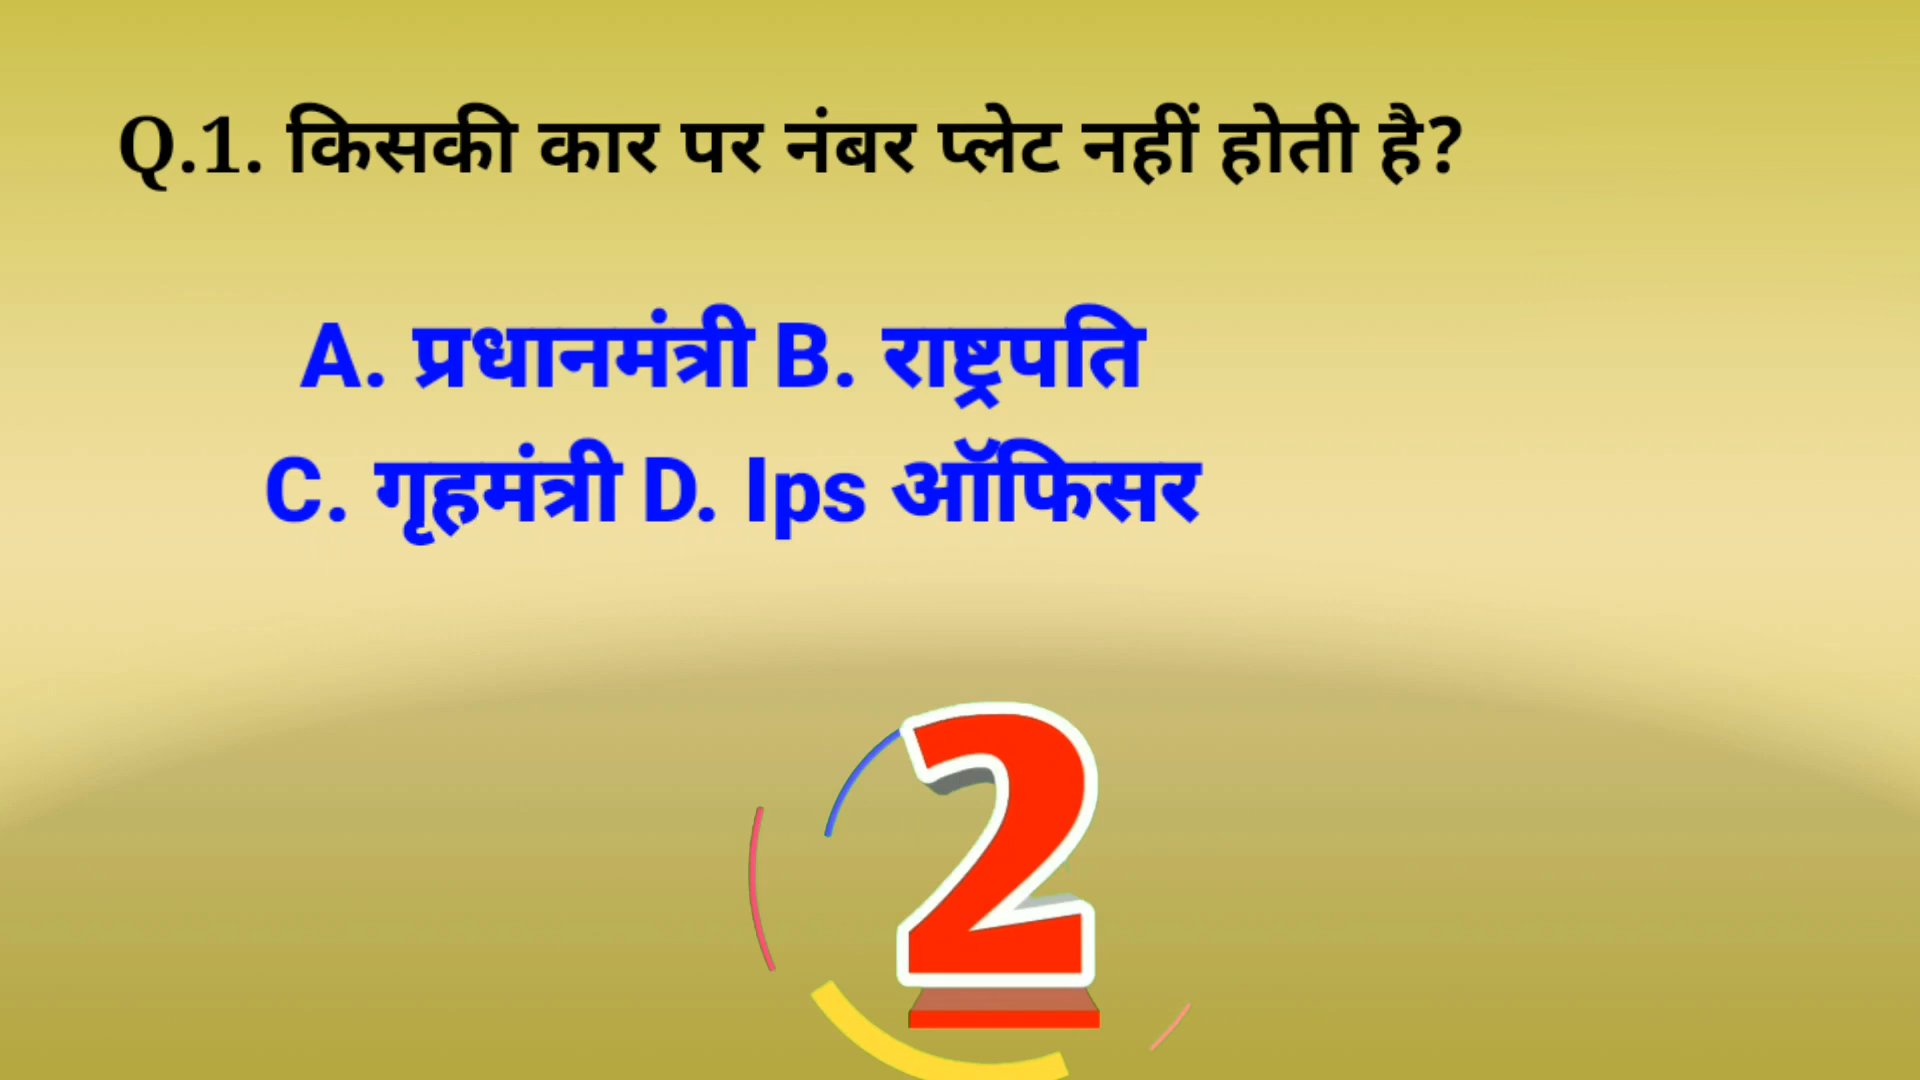 Q.1. किसकी कार पर नंबर प्लेट नहीं होती है?
A. प्रधानमंत्री B. राष्ट्रपति
C. गृहमंत्री D. Ips ऑफिसर
2